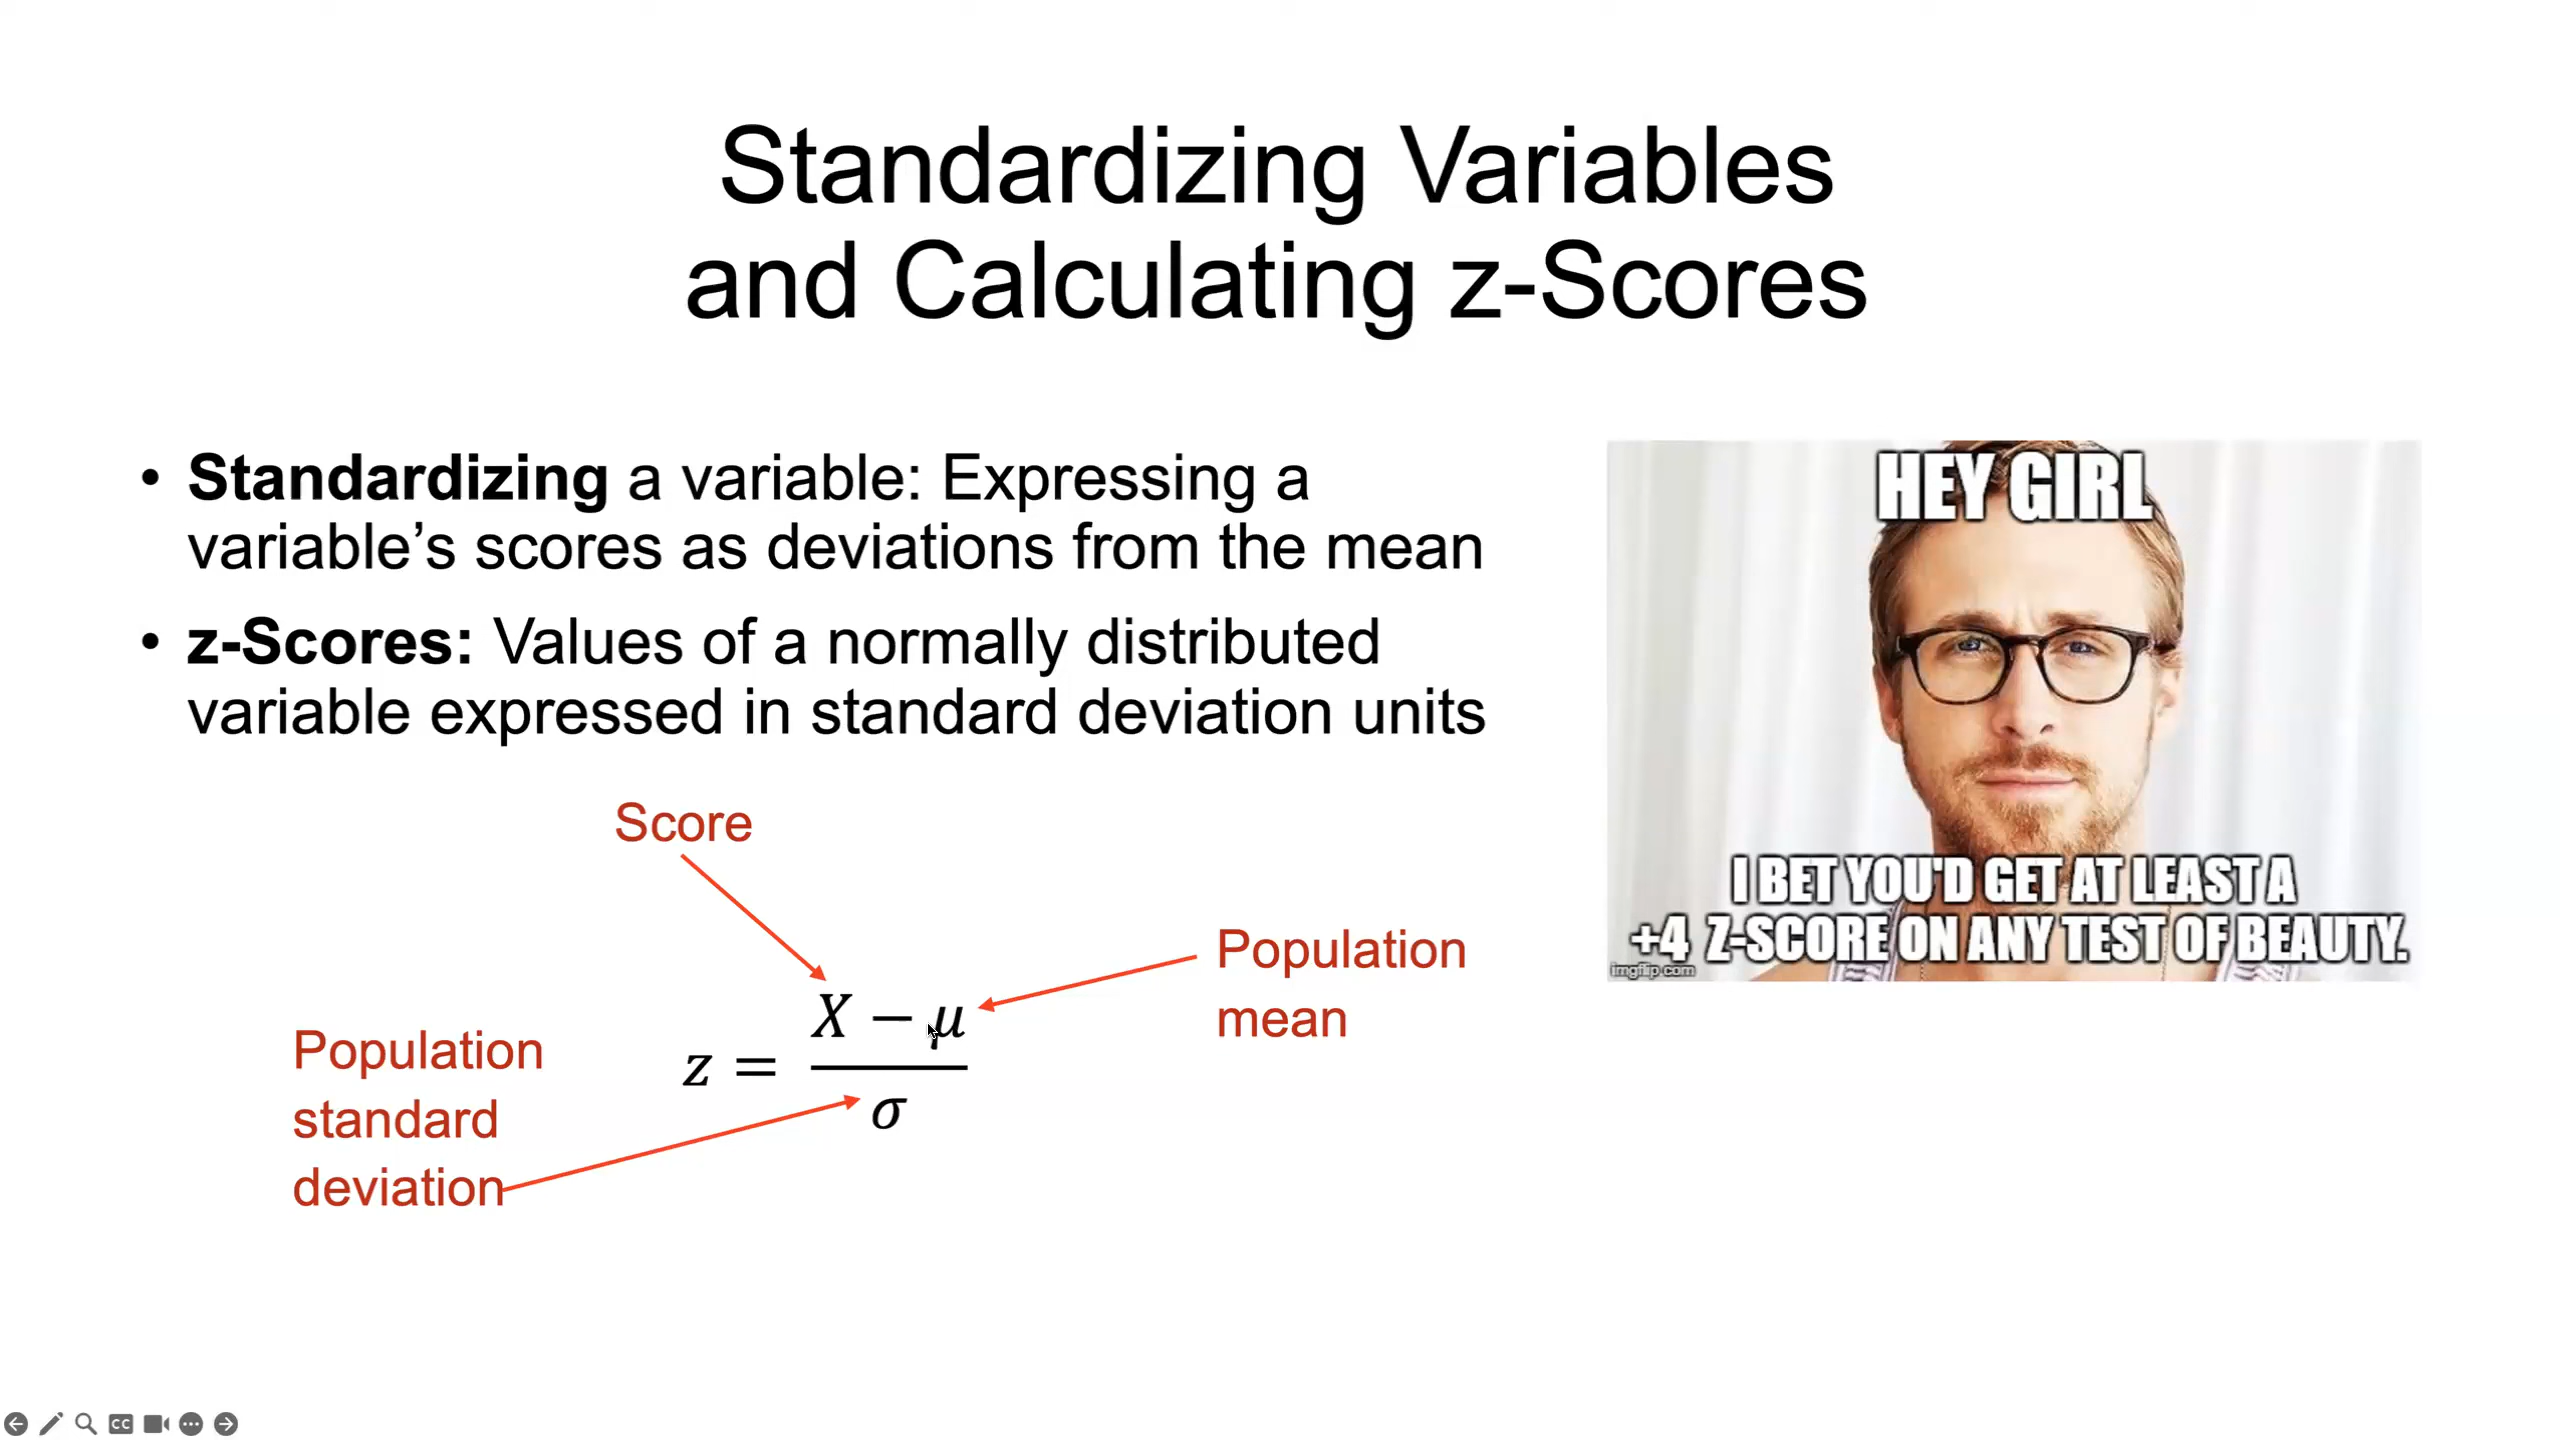 Standardizing Variables
and Calculating z-Scores
• Standardizing a variable: Expressing a
variable’s scores as deviations from the mean
• z-Scores: Values of a normally distributed
variable expressed in standard deviation units
Score
Population
mean
Population
standard
deviation
z = X − μ
σ
HEY GIRL
I BET YOU'D GET AT LEAST A
+4 Z-SCORE ON ANY TEST OF BEAUTY.
imgflip.com
CC